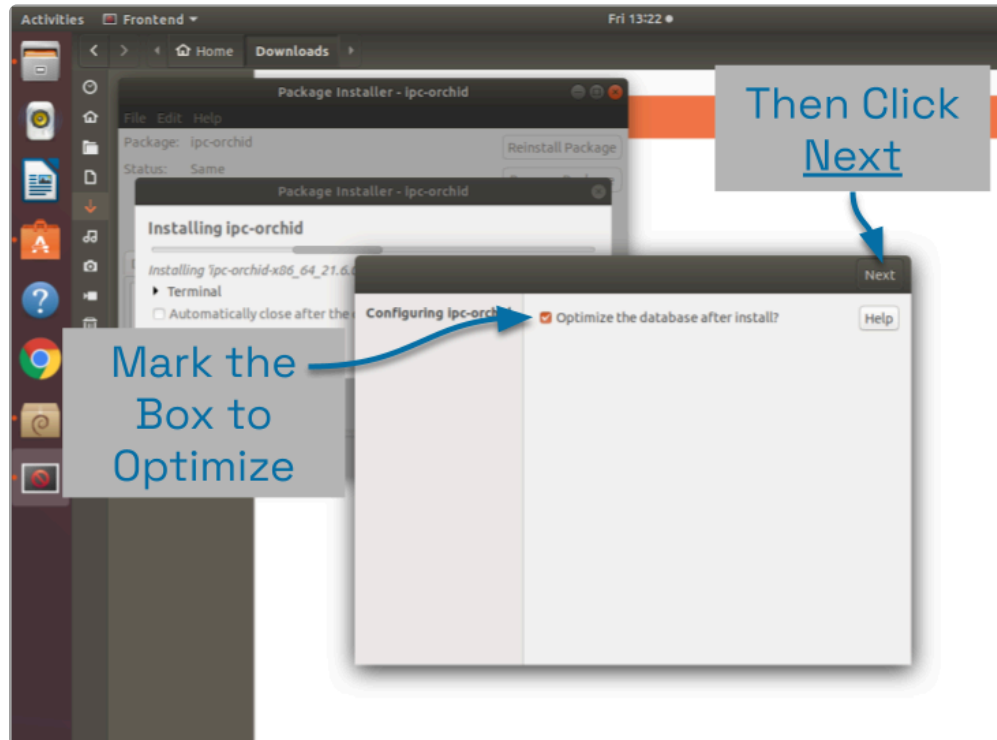 Activities Frontend Fri 13:22
Home Downloads
Package Installer - ipc-orchid
File Edit Help
Package: ipc-orchid
Reinstall Package
Status: Same
Package Installer - ipc-orchid
Installing ipc-orchid
Installing 'ipc-orchid-x86_64_21.6.
Terminal
Automatically close after the
Next
Configuring ipc-orchid
Optimize the database after install?
Help
Then Click
Next
Mark the
Box to
Optimize